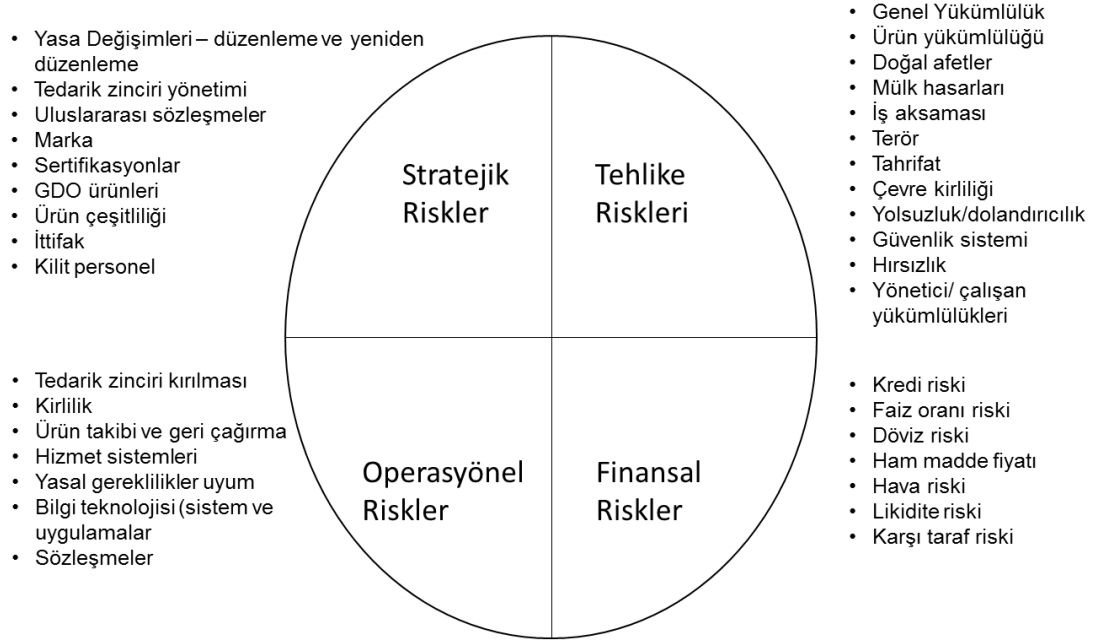 • Yasa Değişimleri – düzenleme ve yeniden
düzenleme
• Tedarik zinciri yönetimi
• Uluslararası sözleşmeler
• Marka
• Sertifikasyonlar
• GDO ürünleri
• Ürün çeşitliliği
• İttifak
• Kilit personel
Stratejik
Riskler
Tehlike
Riskleri
• Genel Yükümlülük
• Ürün yükümlülüğü
• Doğal afetler
• Mülk hasarları
• İş aksaması
• Terör
• Tahrifat
• Çevre kirliliği
• Yolsuzluk/dolandırıcılık
• Güvenlik sistemi
• Hırsızlık
• Yönetici/ çalışan
yükümlülükleri
• Tedarik zinciri kırılması
• Kirlilik
• Ürün takibi ve geri çağırma
• Hizmet sistemleri
• Yasal gereklilikler uyum
• Bilgi teknolojisi (sistem ve
uygulamalar
• Sözleşmeler
Operasyönel
Riskler
Finansal
Riskler
• Kredi riski
• Faiz oranı riski
• Döviz riski
• Ham madde fiyatı
• Hava riski
• Likidite riski
• Karşı taraf riski